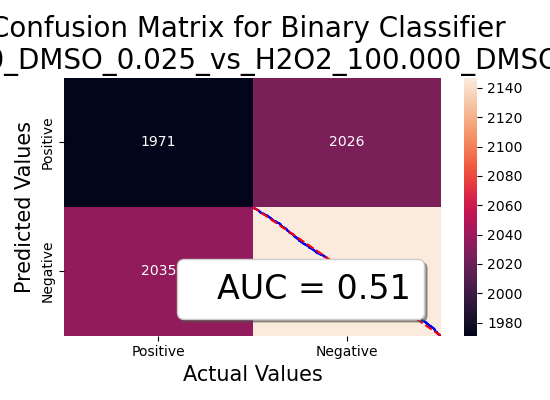 Confusion Matrix for Binary Classifier
0_DMSO_0.025_vs_H2O2_100.000_DMSO
Predicted Values
Positive
Negative
1971
2026
2035
AUC = 0.51
Positive
Negative
Actual Values
2140
2120
2100
2080
2060
2040
2020
2000
1980